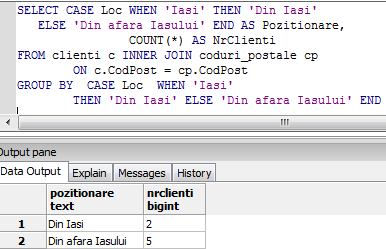 SELECT CASE Loc WHEN 'Iasi' THEN 'Din Iasi'
ELSE 'Din afara Iasului' END AS Pozitionare,
COUNT(*) AS NrClienti
FROM clienti c INNER JOIN coduri_postale cp
ON c.CodPost = cp.CodPost
GROUP BY CASE Loc WHEN 'Iasi'
THEN 'Din Iasi' ELSE 'Din afara Iasului' END
Output pane
Data Output Explain Messages History
pozitionare nrclienti
text bigint
1 Din Iasi 2
2 Din afara Iasului 5